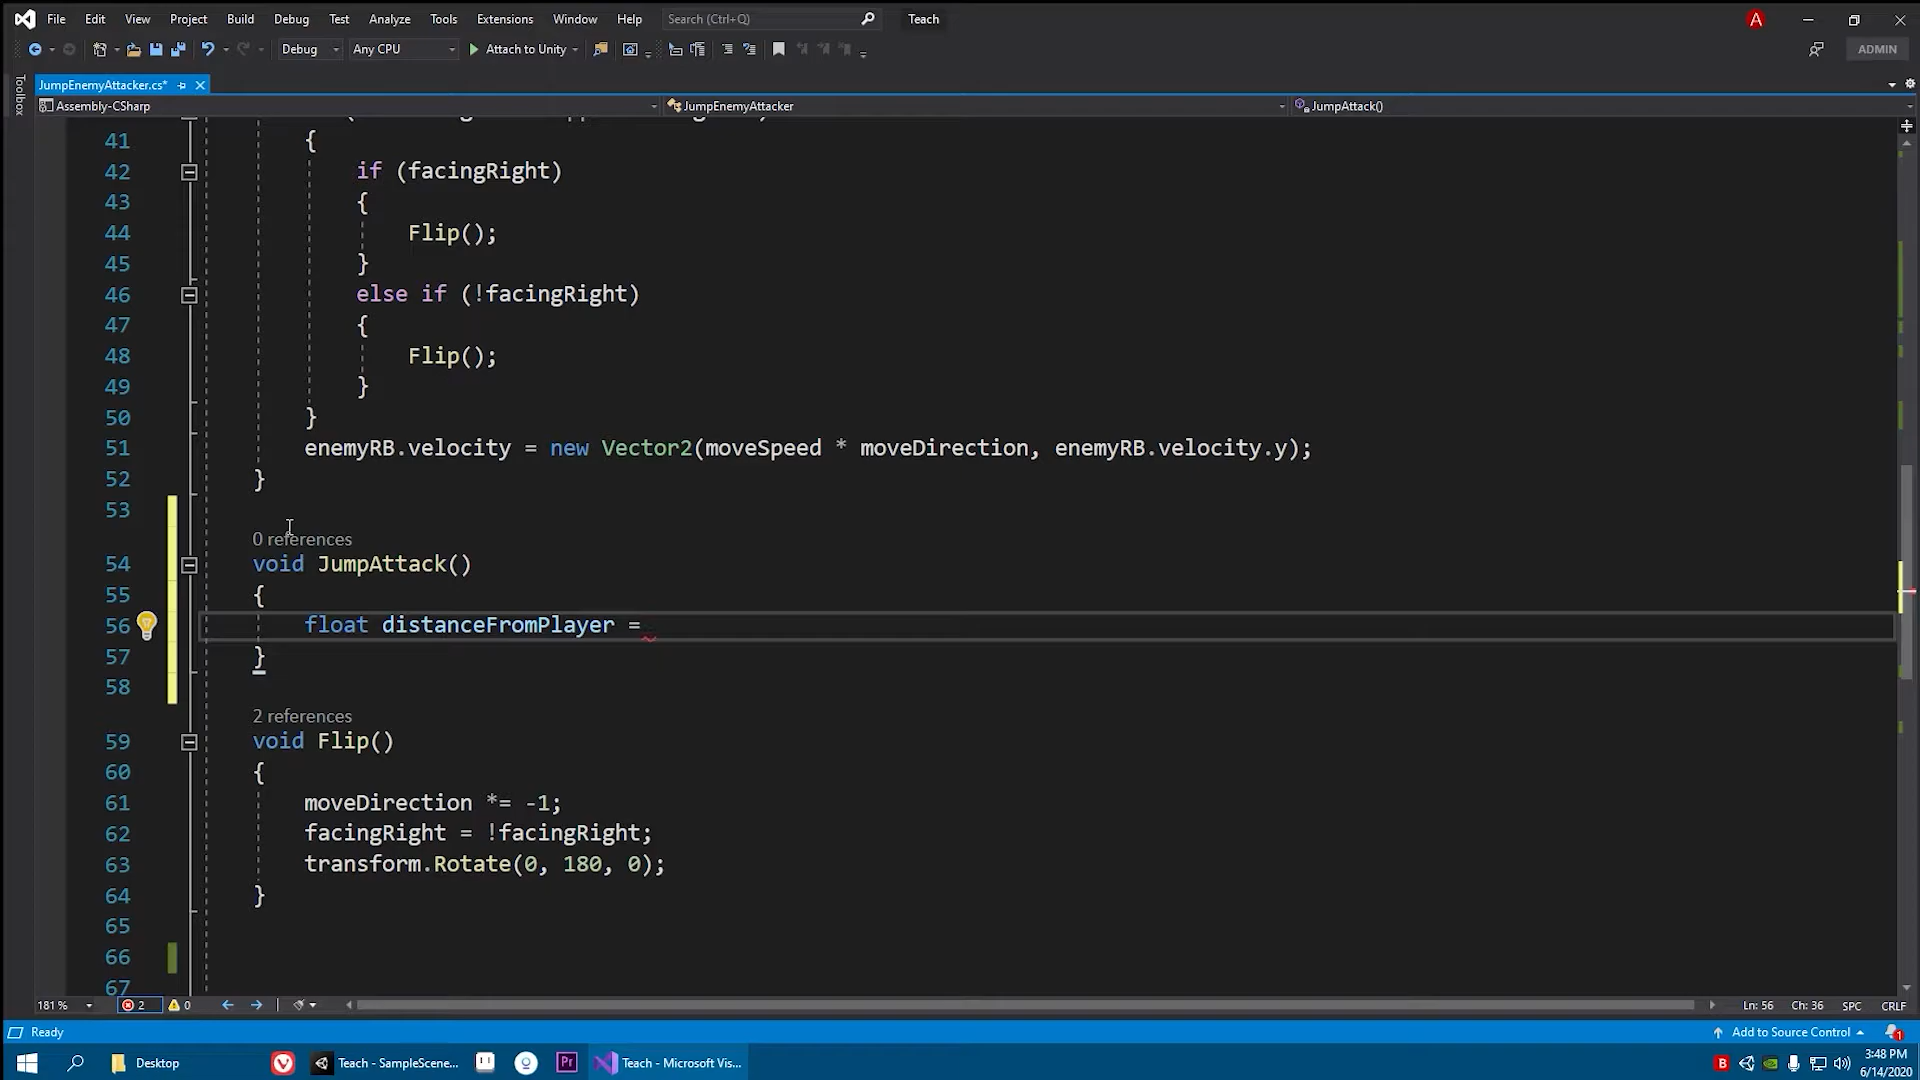 File Edit View Project Build Debug Test Analyze Tools Extensions Window Help Search (Ctrl+Q) Teach A
Debug Any CPU Attach to Unity ADMIN
Toolbox
JumpEnemyAttacker.cs*
Assembly-CSharp JumpEnemyAttacker JumpAttack()
41 {
42 if (facingRight)
43 {
44 Flip();
45 }
46 else if (!facingRight)
47 {
48 Flip();
49 }
50 }
51 enemyRB.velocity = new Vector2(moveSpeed * moveDirection, enemyRB.velocity.y);
52 }
53
0 references
54 void JumpAttack()
55 {
56 float distanceFromPlayer =
57 }
58
2 references
59 void Flip()
60 {
61 moveDirection *= -1;
62 facingRight = !facingRight;
63 transform.Rotate(0, 180, 0);
64 }
65
66
67
181 % 2 0 Ln: 56 Ch: 36 SPC CRLF
Ready Add to Source Control 1
Desktop Teach - SampleScene... Pr Teach - Microsoft Vis... B 3:48 PM
6/14/2020